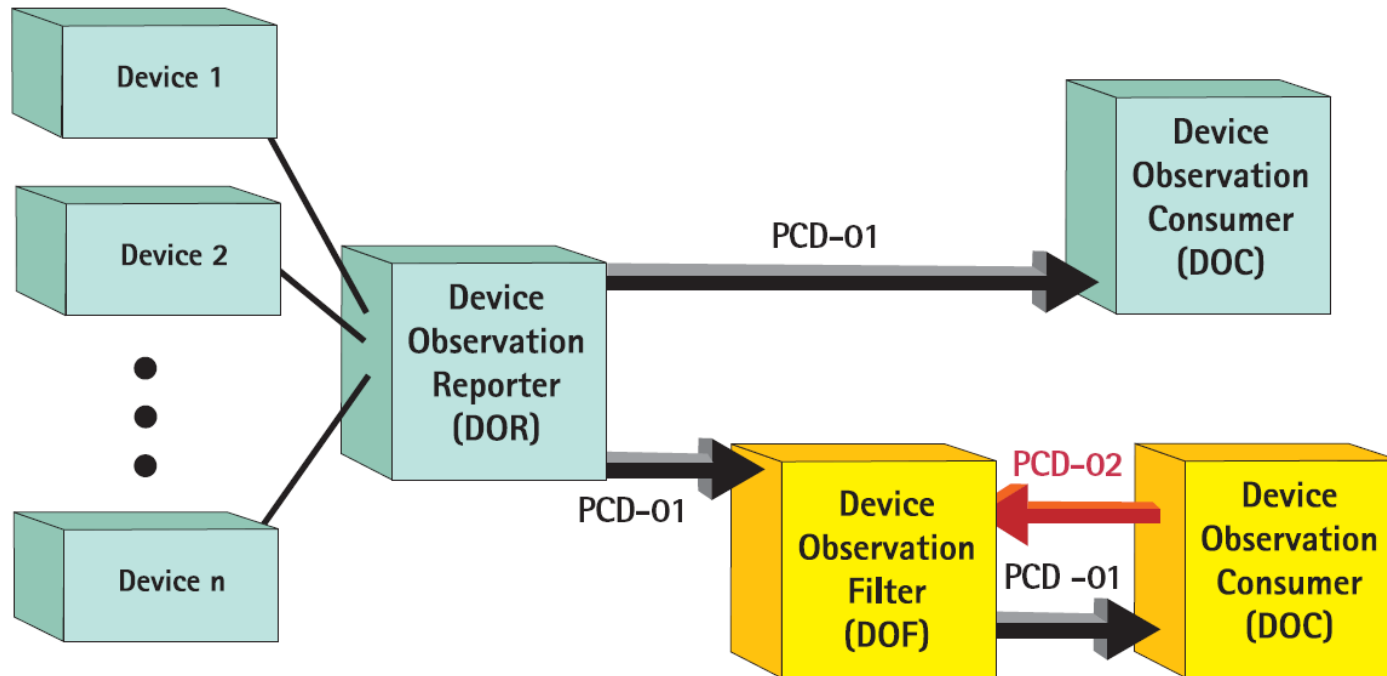 Device 1
Device 2
Device n
Device
Observation
Reporter
(DOR)
PCD-01
Device
Observation
Consumer
(DOC)
PCD-01
Device
Observation
Filter
(DOF)
PCD-02
PCD -01
Device
Observation
Consumer
(DOC)